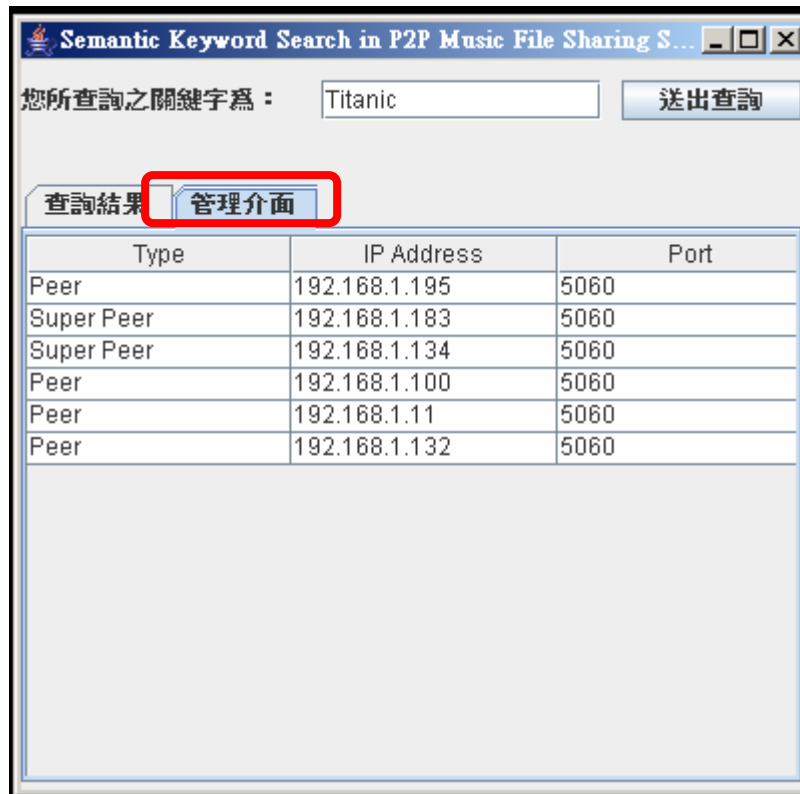 Semantic Keyword Search in P2P Music File Sharing S...
您所查詢之關鍵字為： Titanic 送出查詢
查詢結果 管理介面
Type IP Address Port
Peer 192.168.1.195 5060
Super Peer 192.168.1.183 5060
Super Peer 192.168.1.134 5060
Peer 192.168.1.100 5060
Peer 192.168.1.11 5060
Peer 192.168.1.132 5060